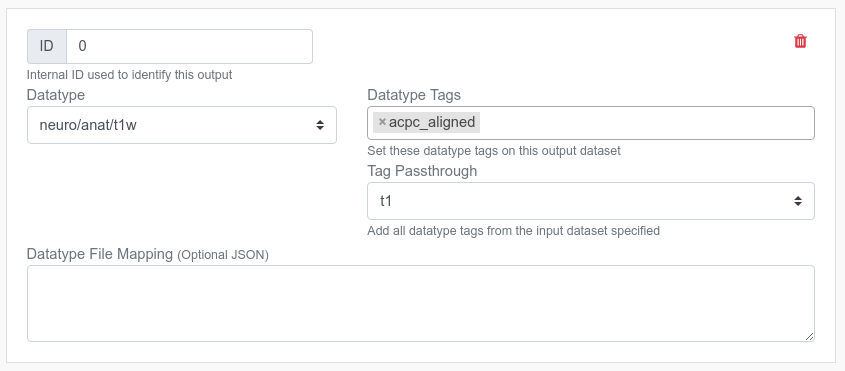 ID 0
Internal ID used to identify this output
Datatype
neuro/anat/t1w
Datatype Tags
×acpc_aligned
Set these datatype tags on this output dataset
Tag Passthrough
t1
Add all datatype tags from the input dataset specified
Datatype File Mapping (Optional JSON)